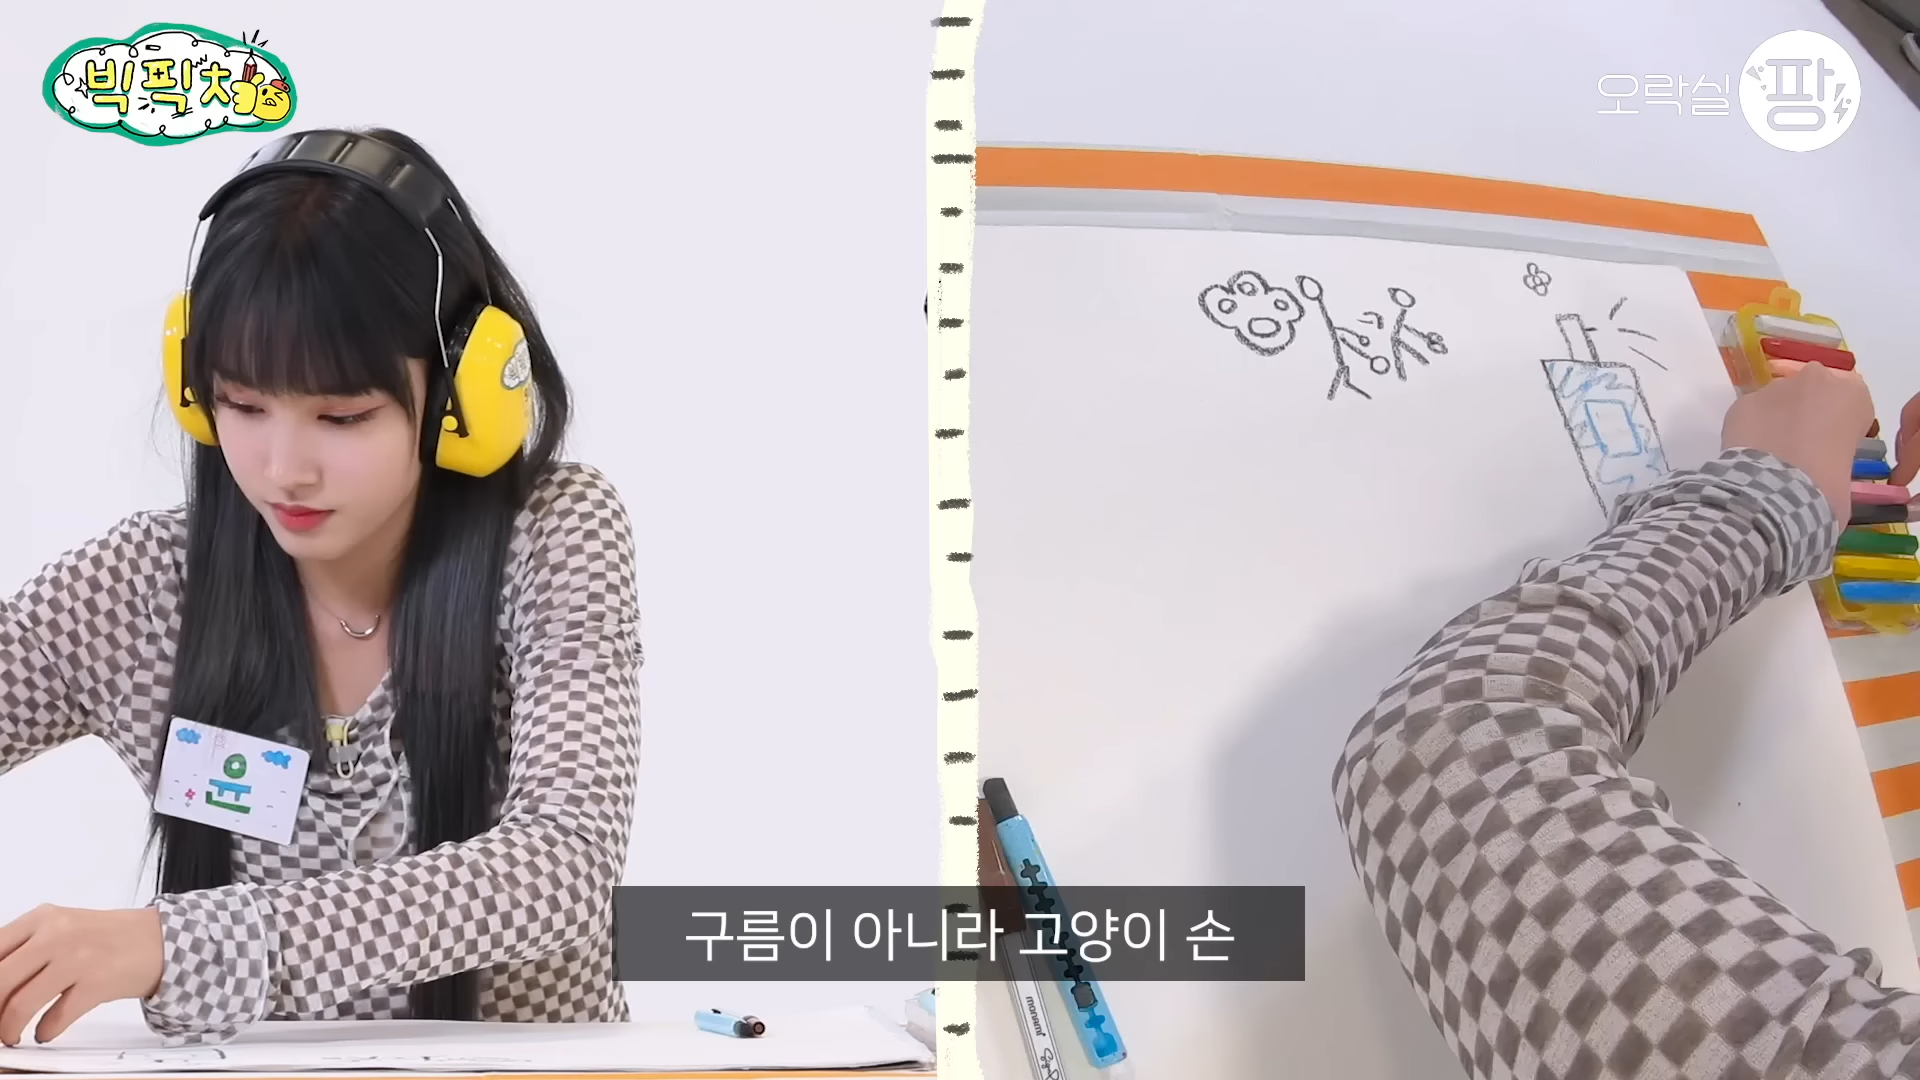 빅픽처
오락실 팡
윤
구름이 아니라 고양이 손
monami